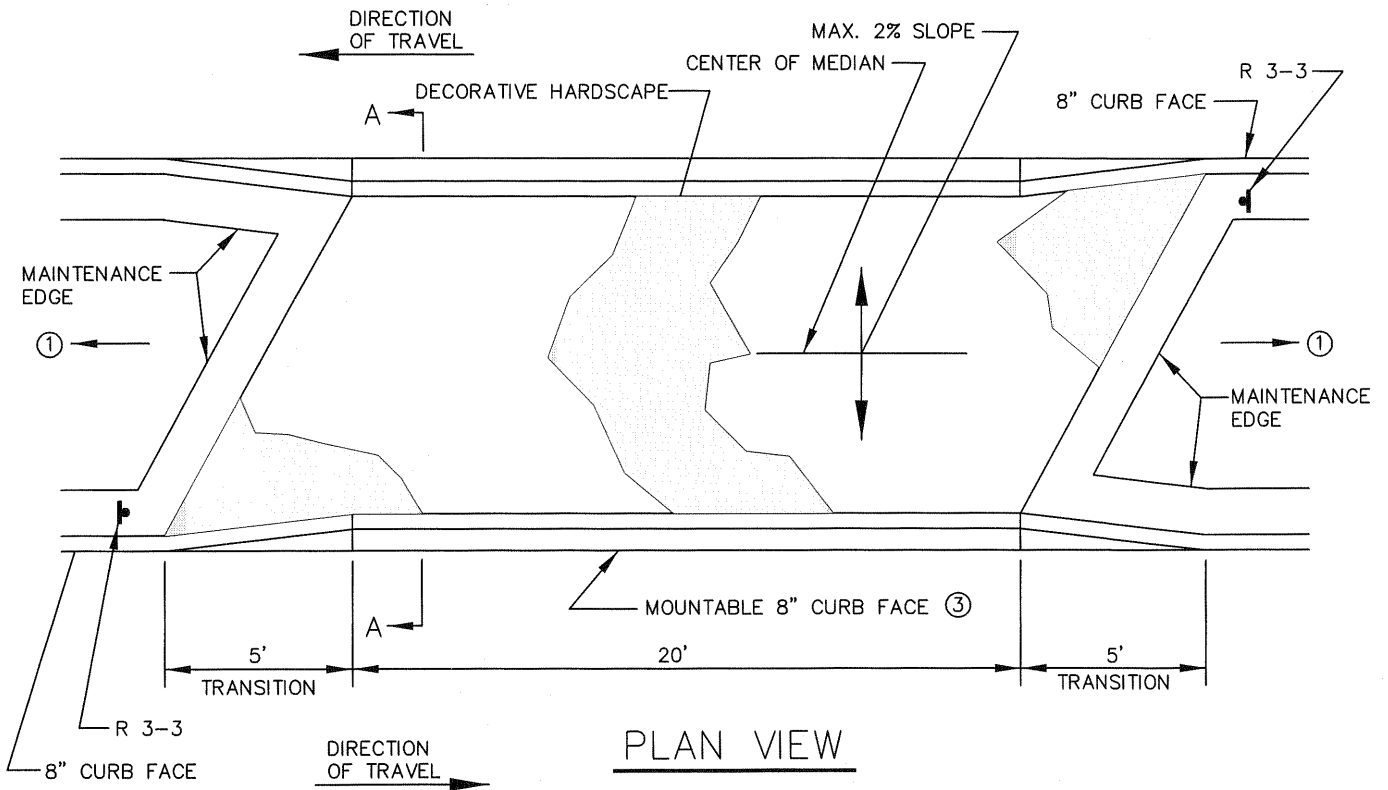 DIRECTION
OF TRAVEL
MAX. 2% SLOPE
CENTER OF MEDIAN
R 3-3
DECORATIVE HARDSCAPE
8" CURB FACE
A
MAINTENANCE
EDGE
①
①
MAINTENANCE
EDGE
MOUNTABLE 8" CURB FACE ③
A
5'
TRANSITION
20'
5'
TRANSITION
R 3-3
8" CURB FACE
DIRECTION
OF TRAVEL
PLAN VIEW